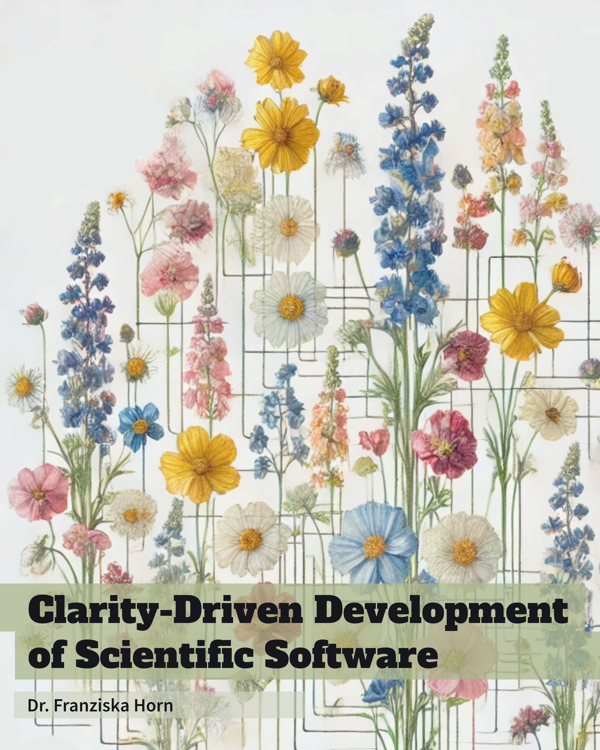 Clarity-Driven Development
of Scientific Software
Dr. Franziska Horn